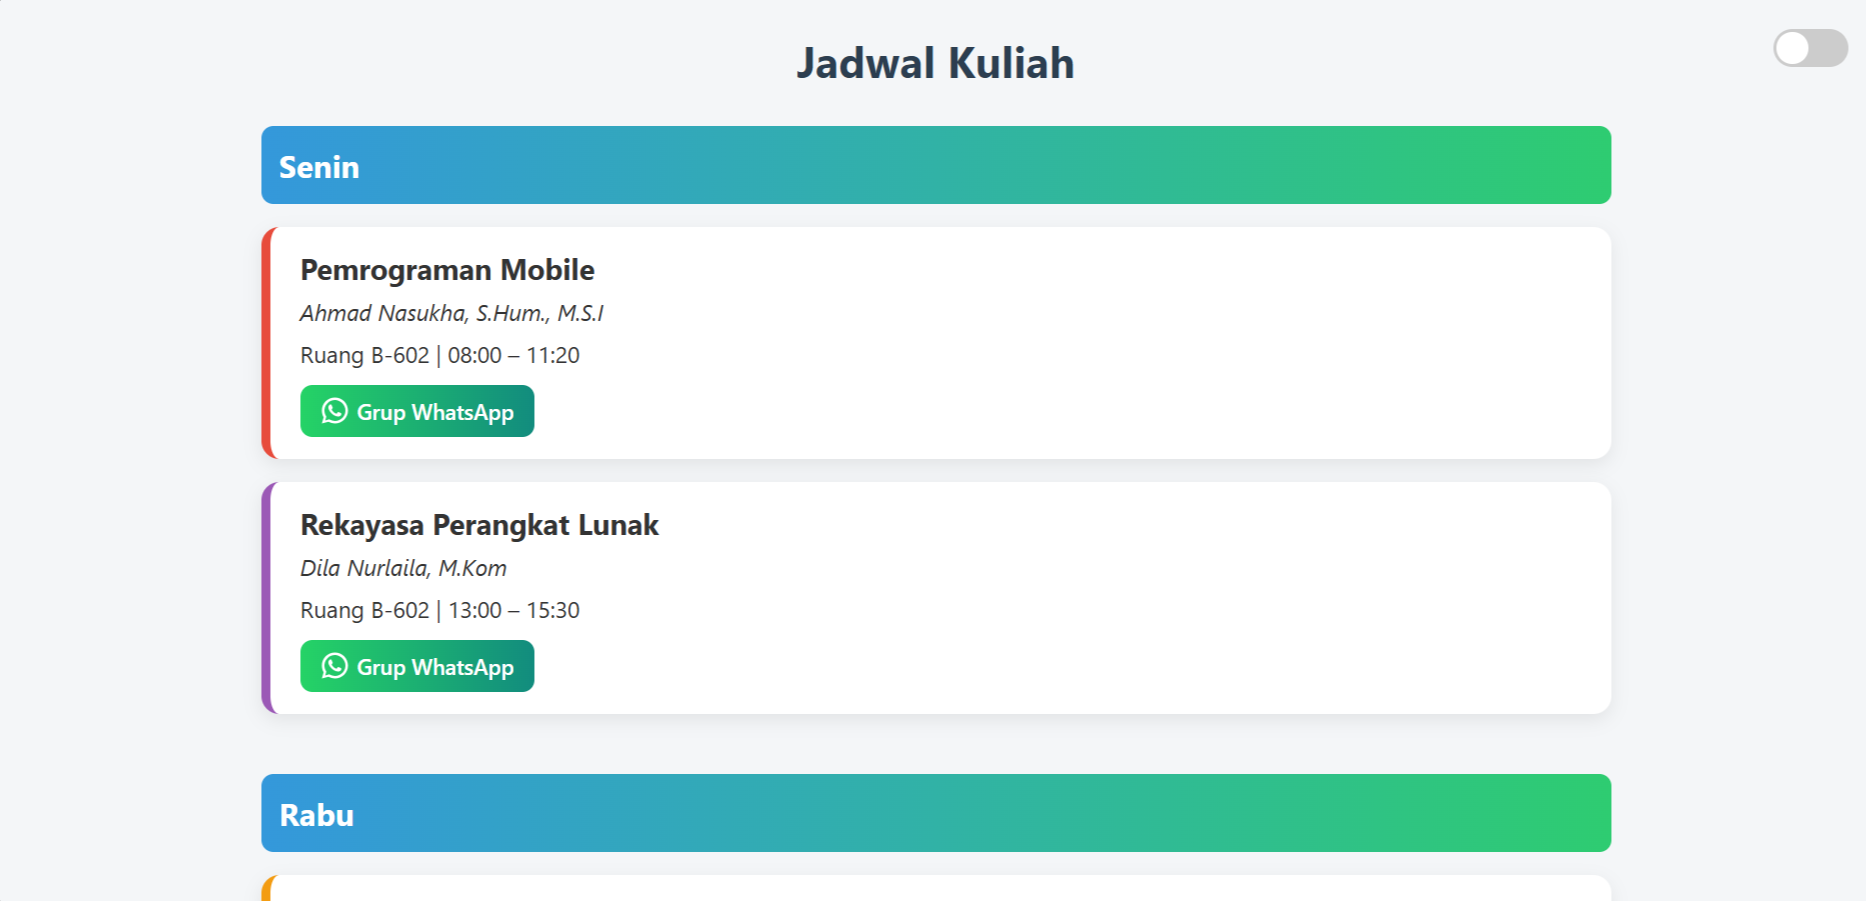 Jadwal Kuliah
Senin
Pemrograman Mobile
Ahmad Nasukha, S.Hum., M.S.I
Ruang B-602 | 08:00 – 11:20
Grup WhatsApp
Rekayasa Perangkat Lunak
Dila Nurlaila, M.Kom
Ruang B-602 | 13:00 – 15:30
Grup WhatsApp
Rabu